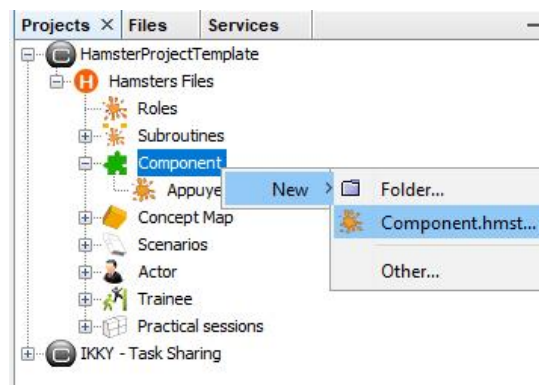 Projects × Files Services
HamsterProjectTemplate
Hamsters Files
Roles
Subroutines
Component
Appuye New Folder...
Concept Map Component.hmst...
Scenarios
Actor Other...
Trainee
Practical sessions
IKKY - Task Sharing